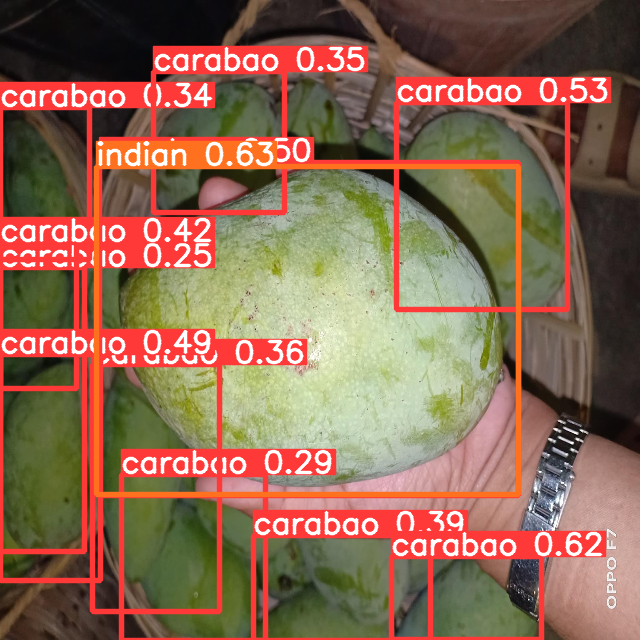 carabao 0.35
carabao 0.34
carabao 0.53
indian 0.63
50
carabao 0.42
carabao 0.25
carabao 0.49
carabao 0.36
carabao 0.29
carabao 0.39
carabao 0.62
OPPO F7